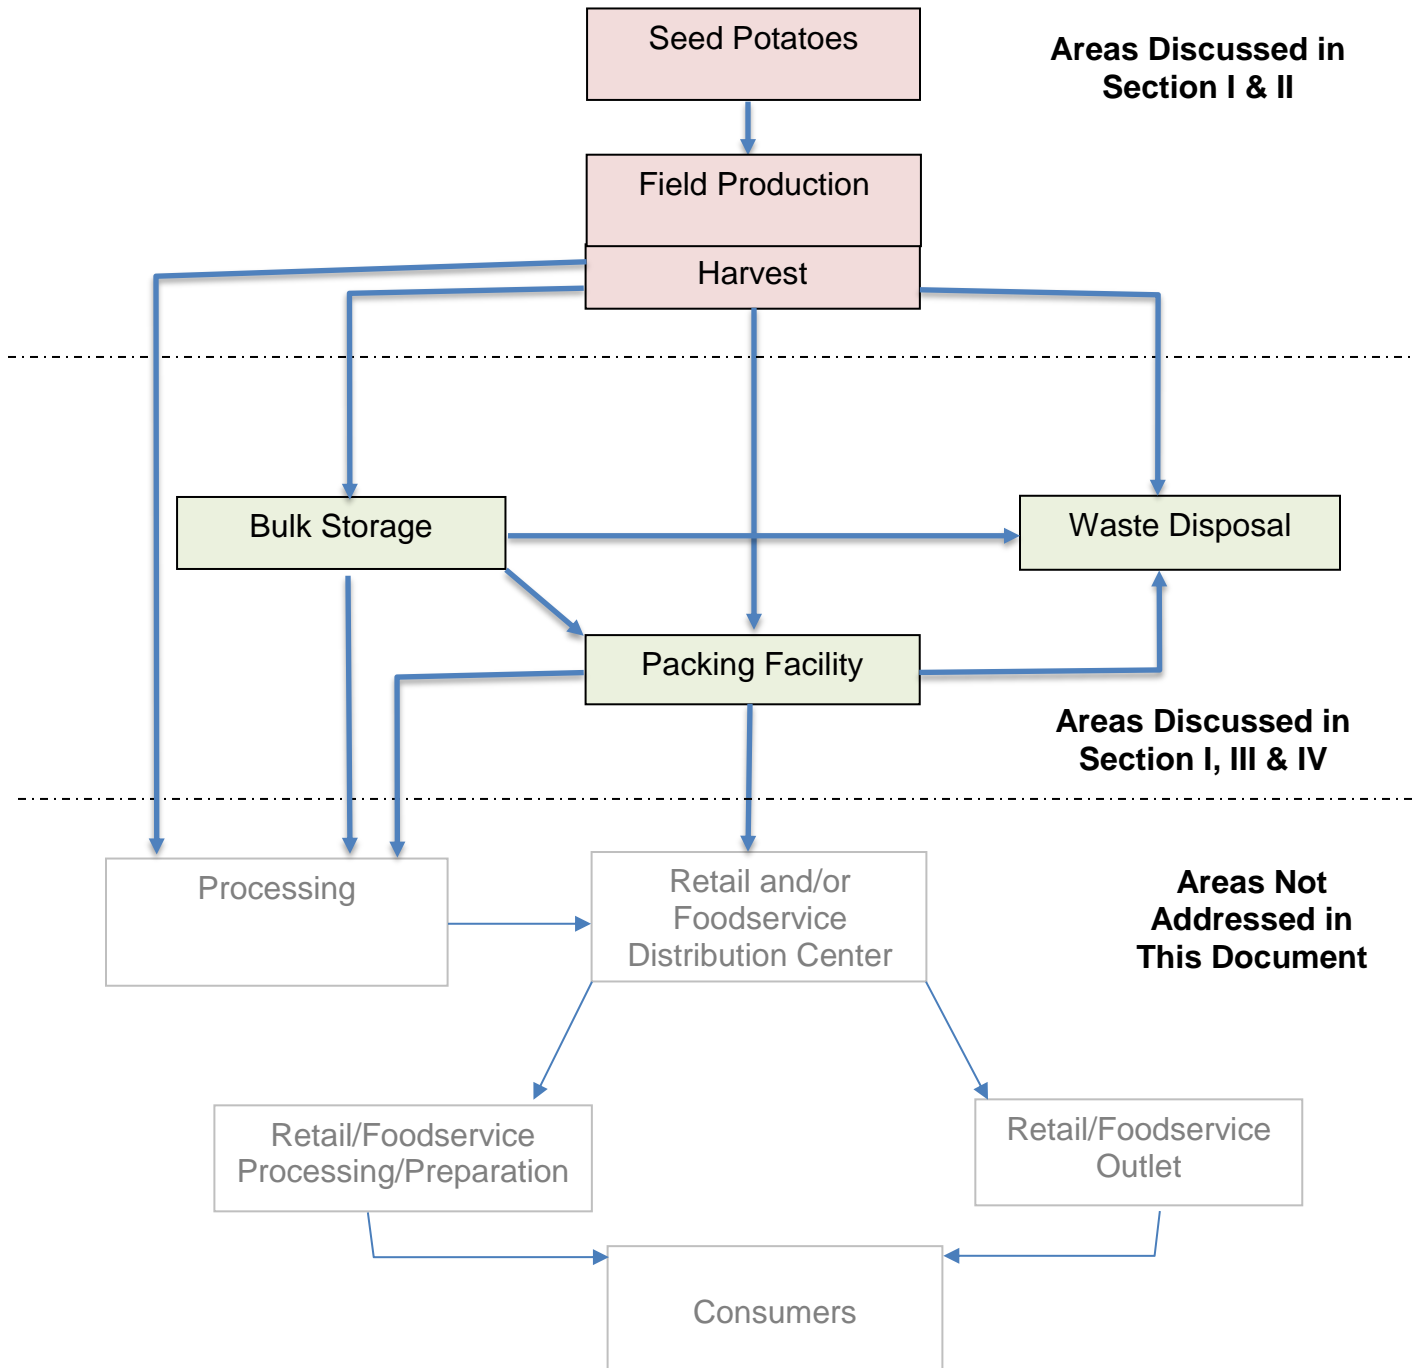 Seed Potatoes
Areas Discussed in
Section I & II
Field Production
Harvest
Bulk Storage
Waste Disposal
Packing Facility
Areas Discussed in
Section I, III & IV
Processing
Retail and/or
Foodservice
Distribution Center
Areas Not
Addressed in
This Document
Retail/Foodservice
Processing/Preparation
Retail/Foodservice
Outlet
Consumers